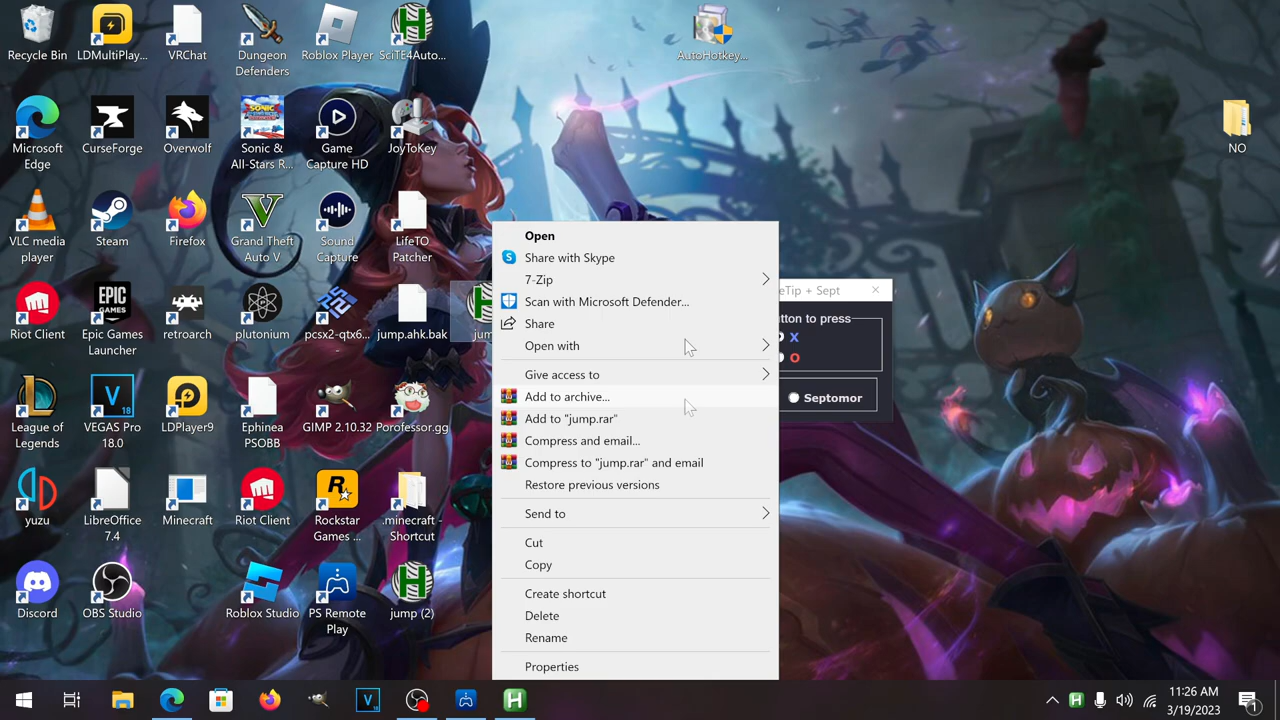 Recycle Bin
LDMultiPlay...
VRChat
Dungeon
Defenders
Roblox Player
SciTE4Auto...
AutoHotkey...
Microsoft
Edge
CurseForge
Overwolf
Sonic &
All-Stars R...
Game
Capture HD
JoyToKey
NO
VLC media
player
Steam
Firefox
Grand Theft
Auto V
Sound
Capture
LifeTO
Patcher
Riot Client
Epic Games
Launcher
retroarch
plutonium
pcsx2-qtx6...
jump.ahk.bak
League of
Legends
VEGAS Pro
18.0
LDPlayer9
Ephinea
PSOBB
GIMP 2.10.32
Porofessor.gg
yuzu
LibreOffice
7.4
Minecraft
Riot Client
Rockstar
Games ...
.minecraft -
Shortcut
Discord
OBS Studio
Roblox Studio
PS Remote
Play
jump (2)
Open
Share with Skype
7-Zip
Scan with Microsoft Defender...
Share
Open with
Give access to
Add to archive...
Add to "jump.rar"
Compress and email...
Compress to "jump.rar" and email
Restore previous versions
Send to
Cut
Copy
Create shortcut
Delete
Rename
Properties
eTip + Sept
utton to press
X
O
Septomor
11:26 AM
3/19/2023
1